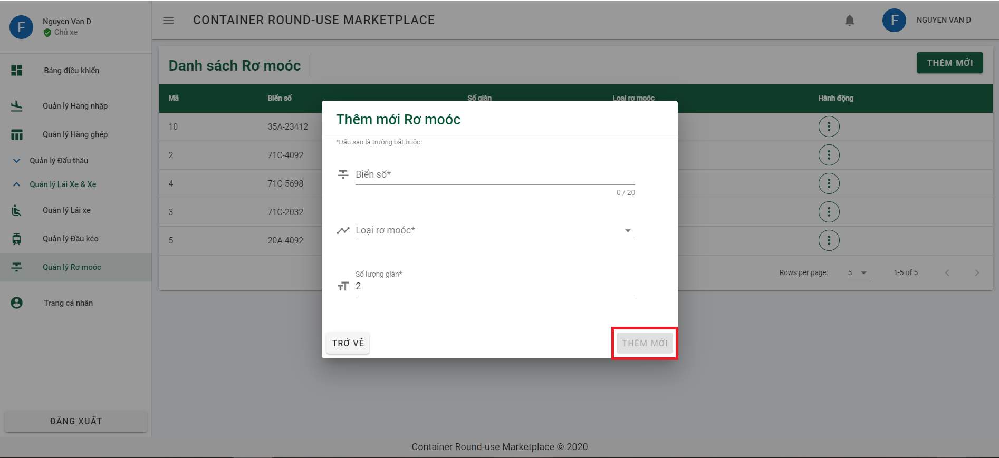 F
Nguyen Van D
Chủ xe
CONTAINER ROUND-USE MARKETPLACE
F
NGUYEN VAN D
Bảng điều khiển
Quản lý Hàng nhập
Quản lý Hàng ghép
Quản lý Đấu thầu
Quản lý Lái Xe & Xe
Quản lý Lái xe
Quản lý Đầu kéo
Quản lý Rơ moóc
Trang cá nhân
ĐĂNG XUẤT
Danh sách Rơ moóc
THÊM MỚI
Mã Biển số Số giàn Loại rơ moóc Hành động
10 35A-23412
2 71C-4092
4 71C-5698
3 71C-2032
5 20A-4092
Rows per page: 5 1-5 of 5
Thêm mới Rơ moóc
*Dấu sao là trường bắt buộc
Biển số*
0 / 20
Loại rơ moóc*
Số lượng giàn*
2
TRỞ VỀ
THÊM MỚI
Container Round-use Marketplace © 2020